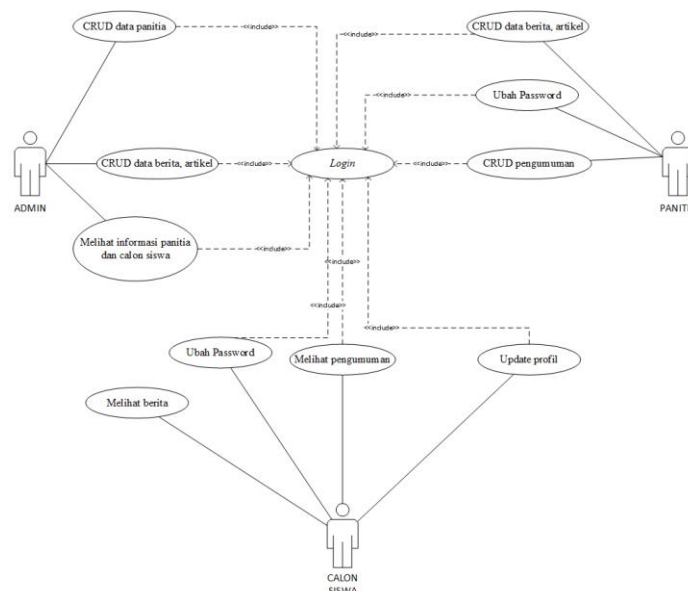 CRUD data panitia
<<include>>
<<include>>
CRUD data berita, artikel
Ubah Password
<<include>>
ADMIN
CRUD data berita, artikel
<<include>>
Login
<<include>>
CRUD pengumuman
PANITI
Melihat informasi panitia
dan calon siswa
<<include>>
<<include>>
<<include>>
<<include>>
Ubah Password
Melihat pengumuman
Update profil
Melihat berita
CALON
SISWA